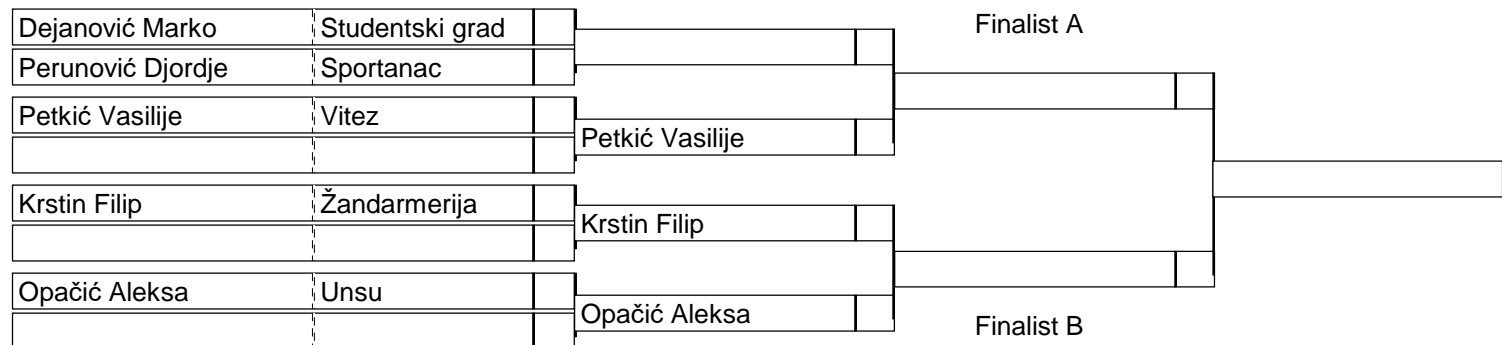 Dejanović Marko Studentski grad
Perunović Djordje Sportanac
Petkić Vasilije Vitez
Krstin Filip Žandarmerija
Opačić Aleksa Unsu
Petkić Vasilije
Krstin Filip
Opačić Aleksa
Finalist A
Finalist B